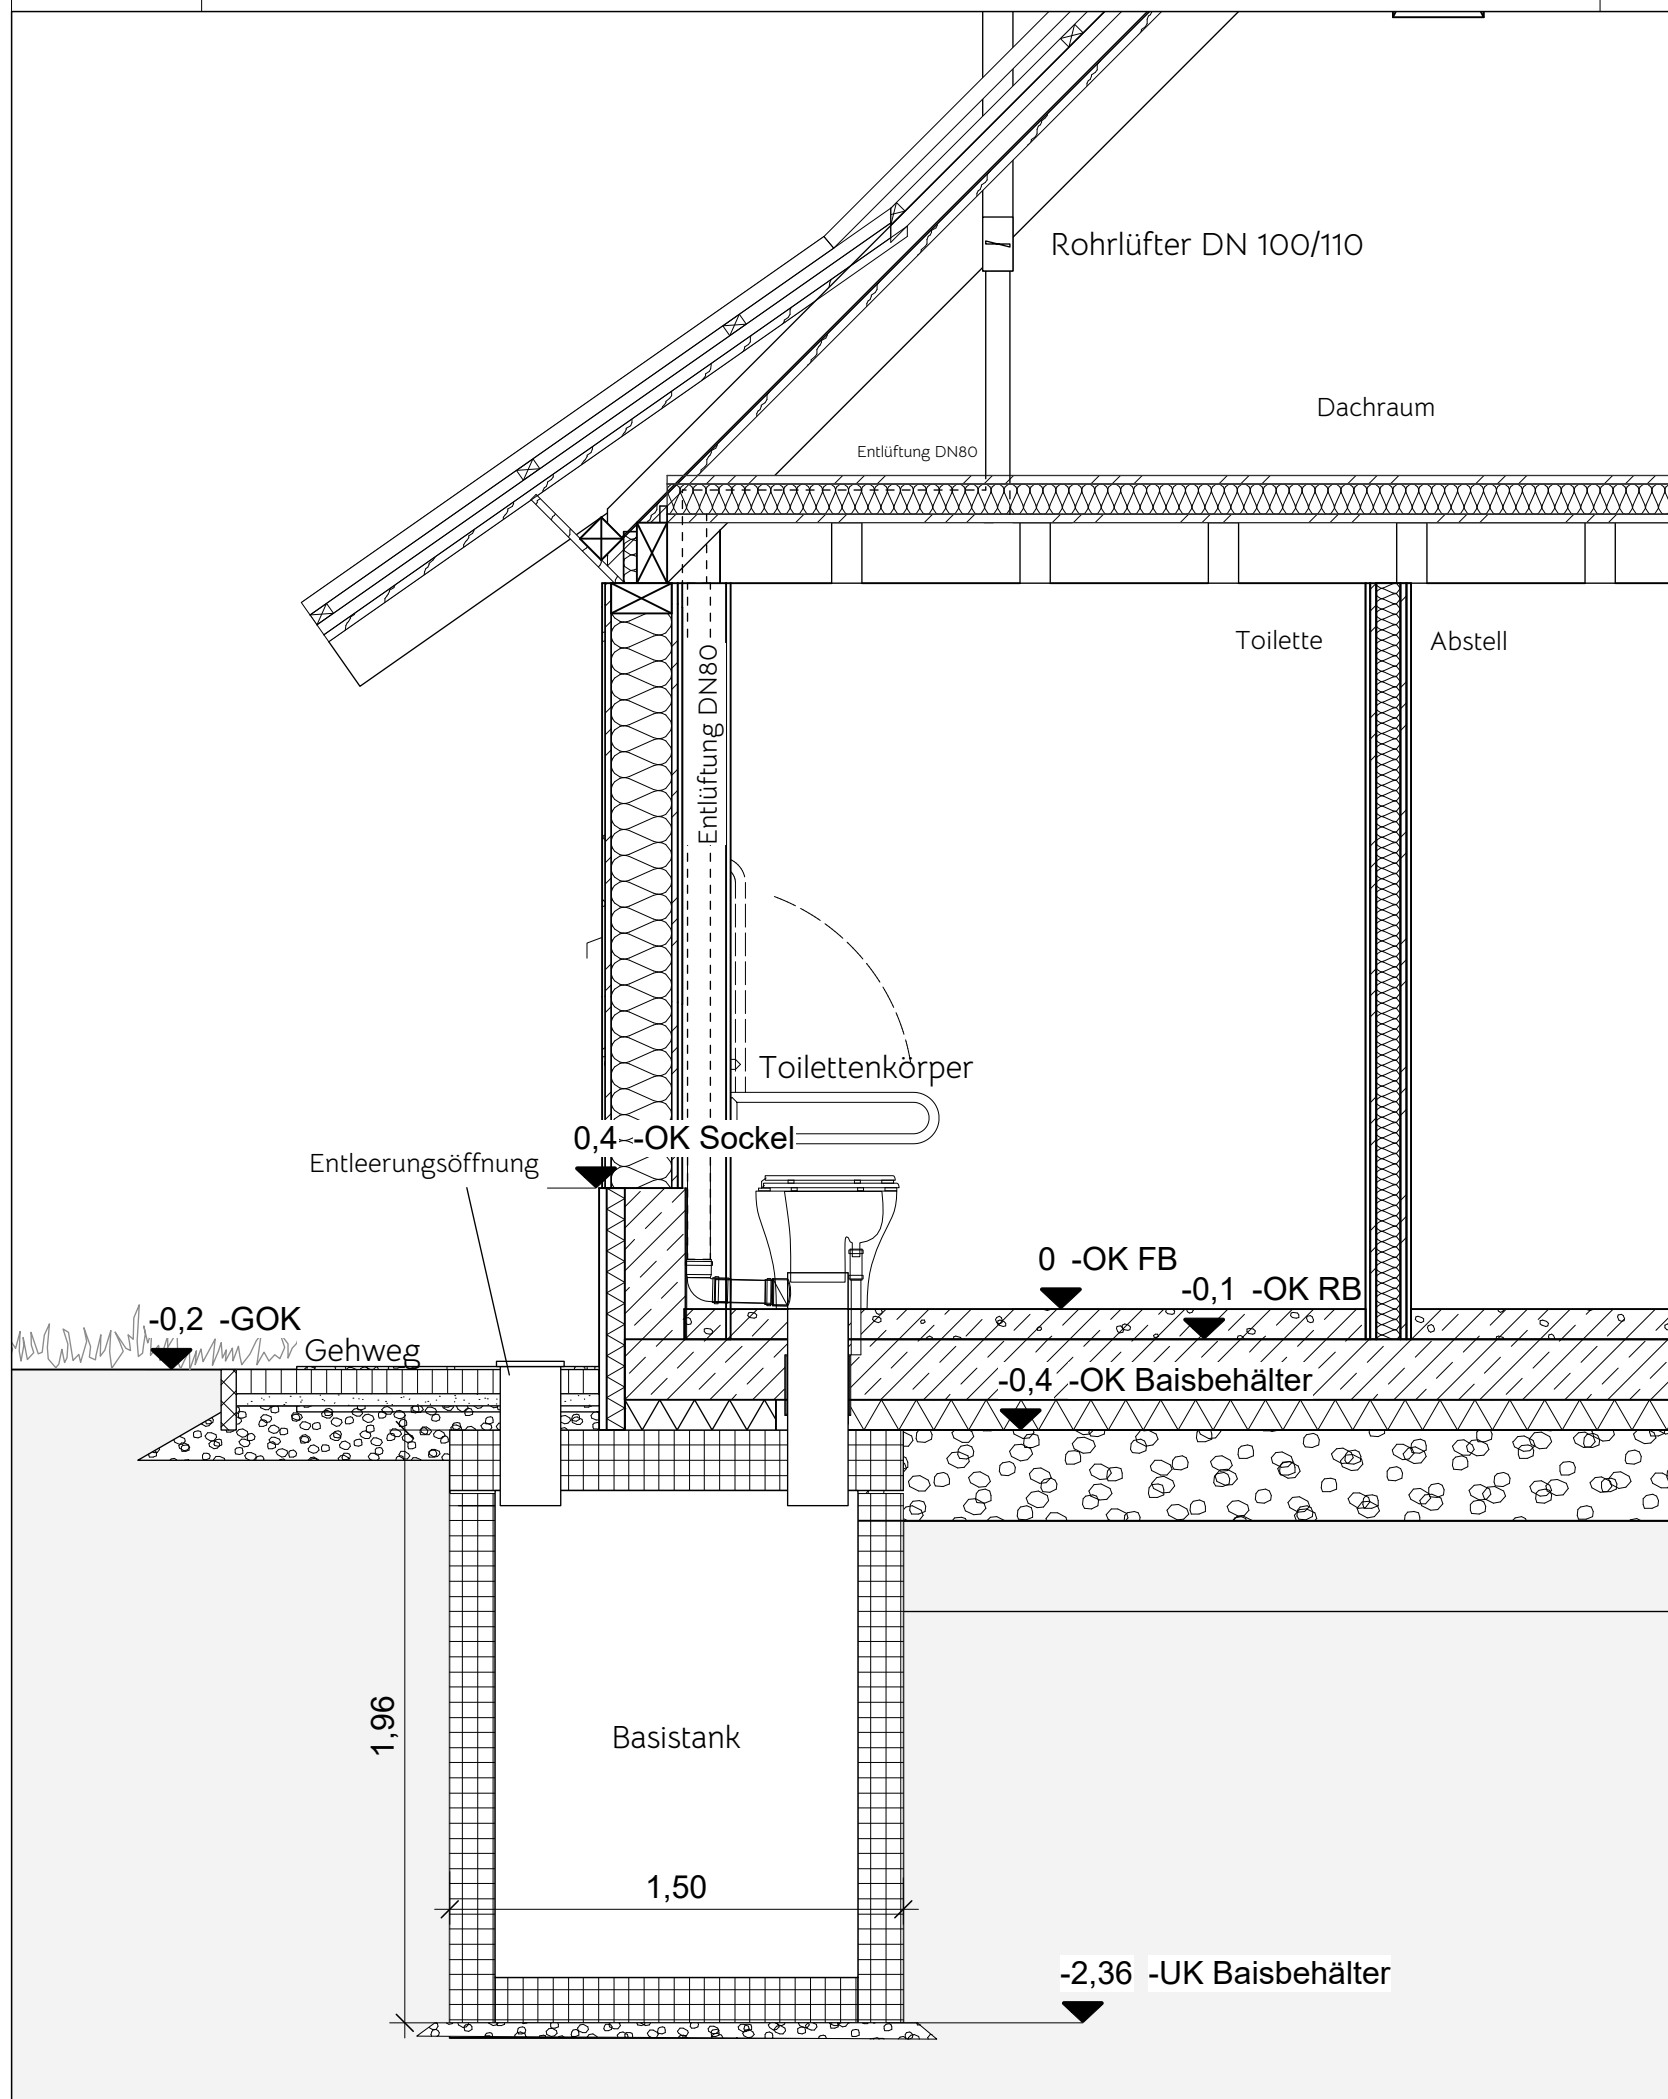 Rohrlüfter DN 100/110
Dachraum
Entlüftung DN80
Toilette
Abstell
Entlüftung DN80
Toilettenkörper
0,4 -OK Sockel
Entleerungsöffnung
0 -OK FB
-0,1 -OK RB
-0,2 -GOK
Gehweg
-0,4 -OK Baisbehälter
1,96
Basistank
1,50
-2,36 -UK Baisbehälter